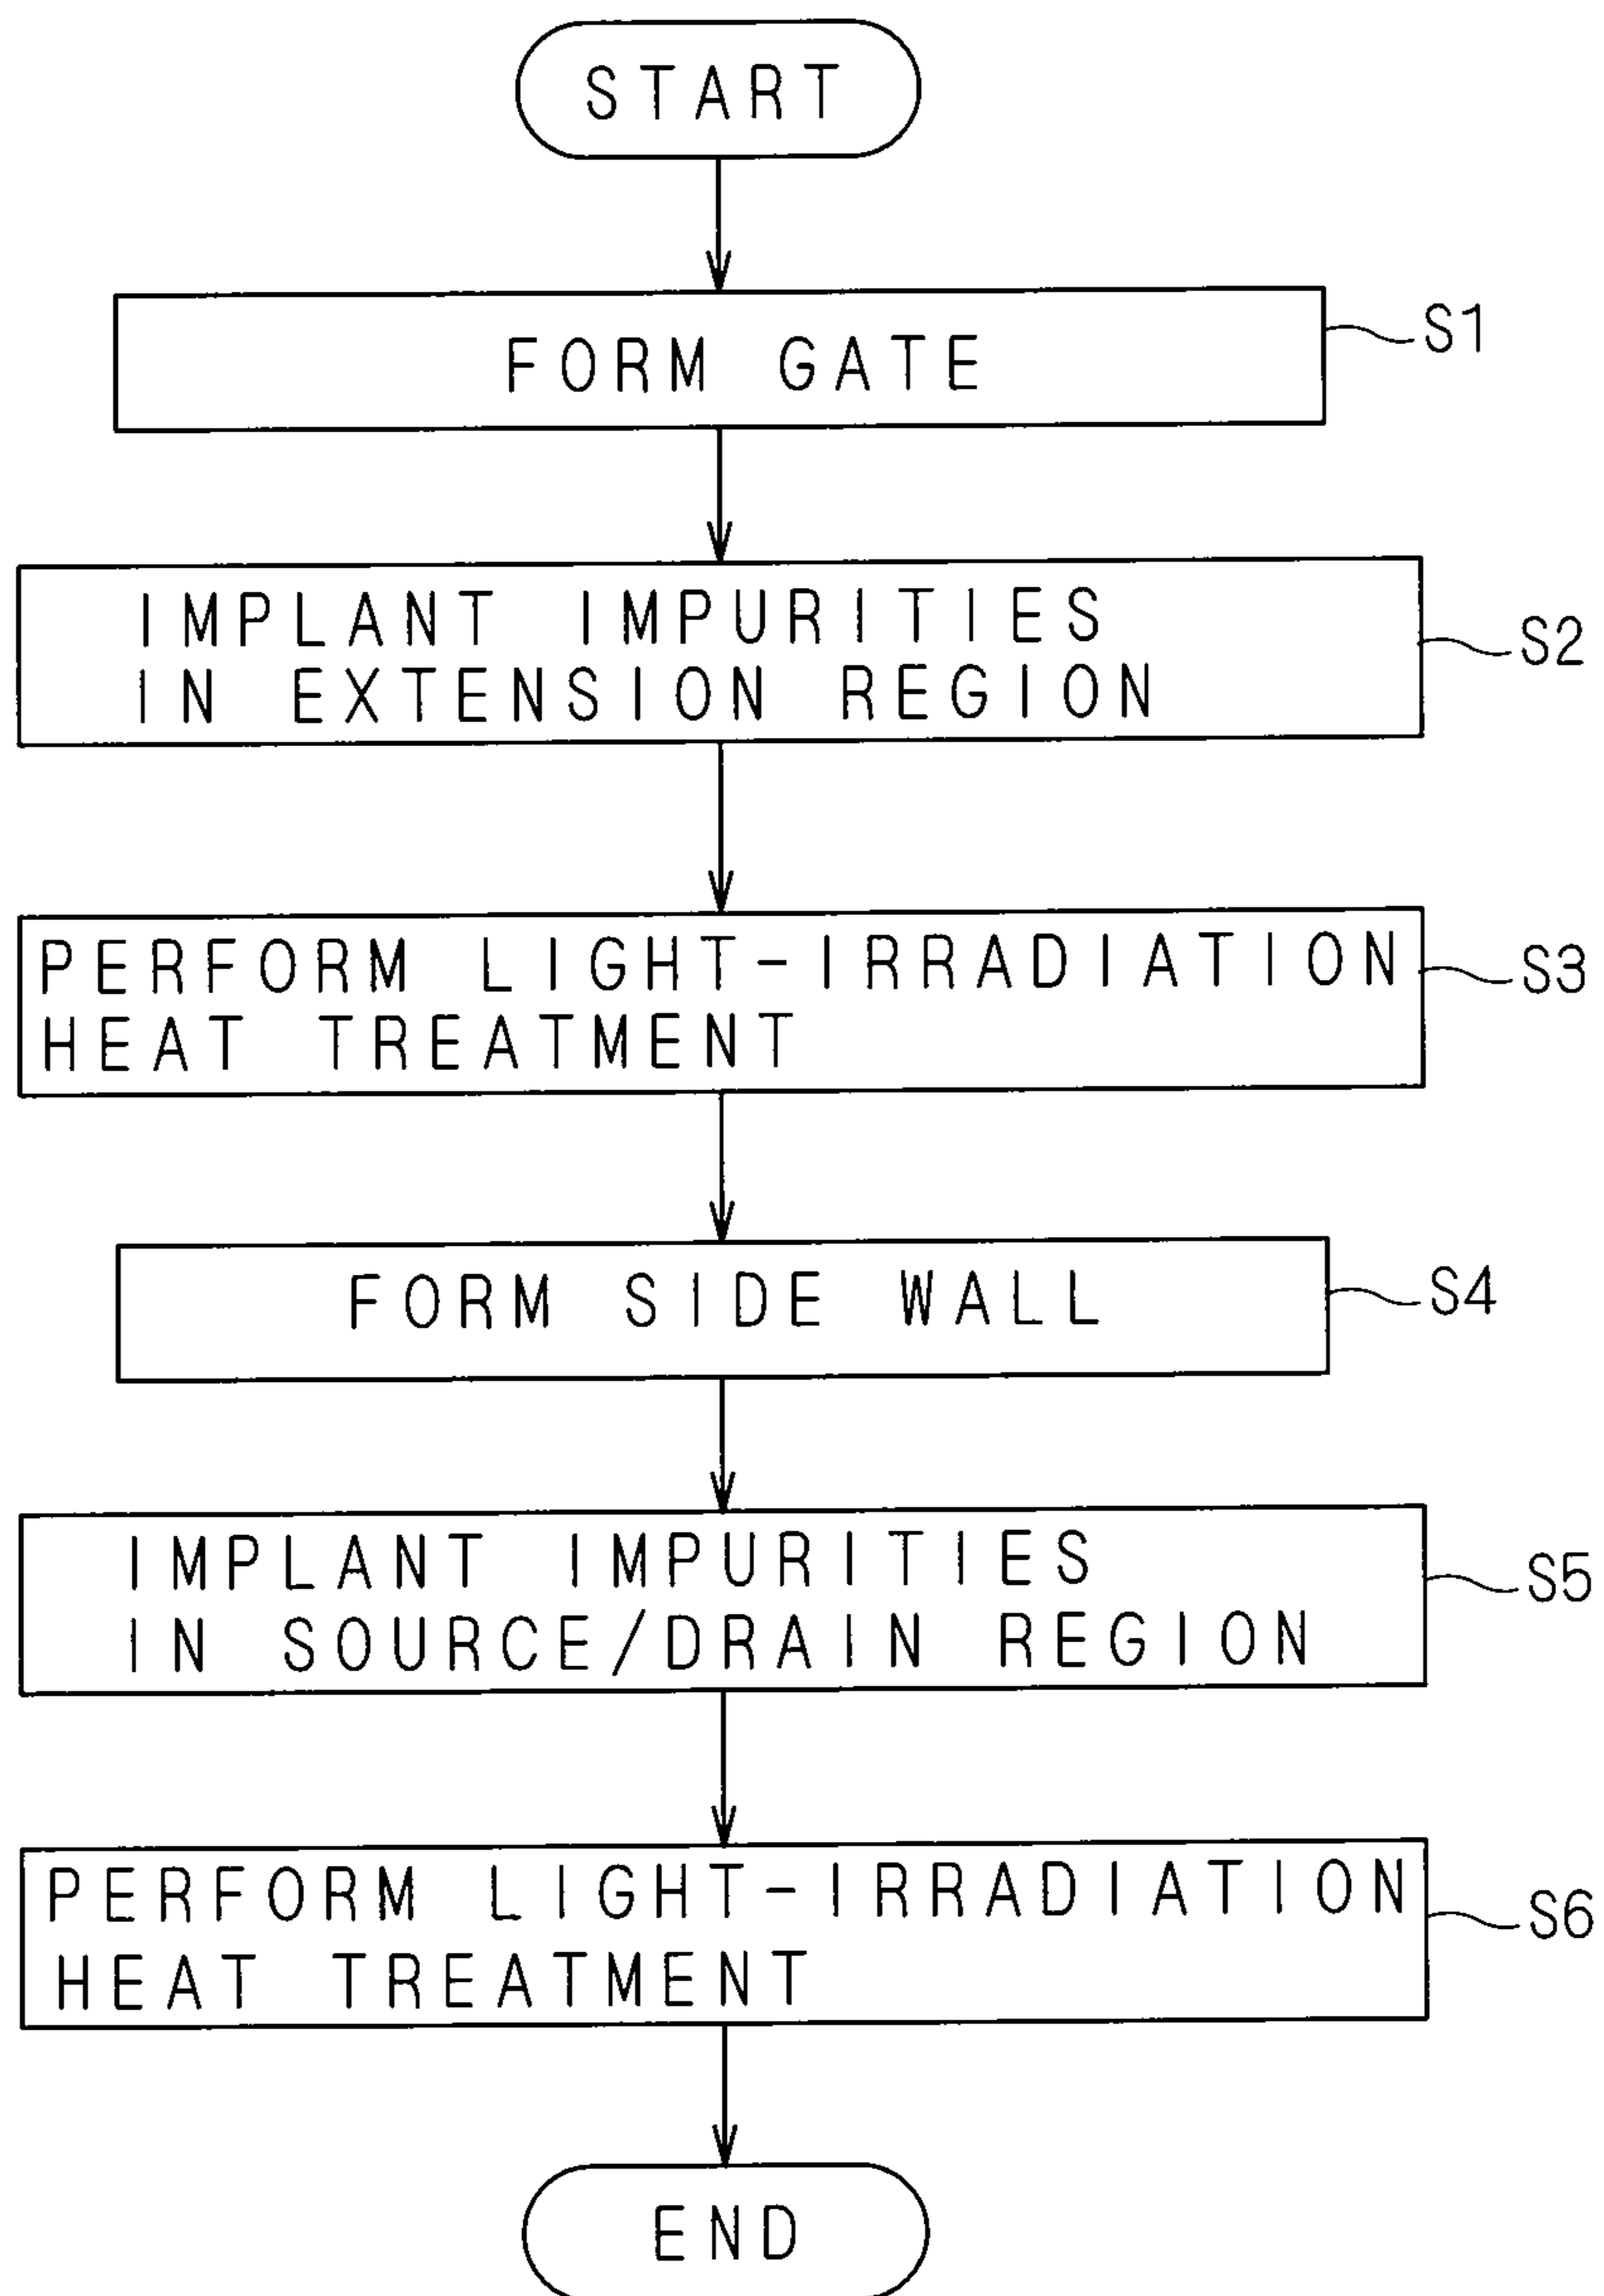 START
FORM GATE
S1
IMPLANT IMPURITIES
IN EXTENSION REGION
S2
PERFORM LIGHT-IRRADIATION
HEAT TREATMENT
S3
FORM SIDE WALL
S4
IMPLANT IMPURITIES
IN SOURCE/DRAIN REGION
S5
PERFORM LIGHT-IRRADIATION
HEAT TREATMENT
S6
END